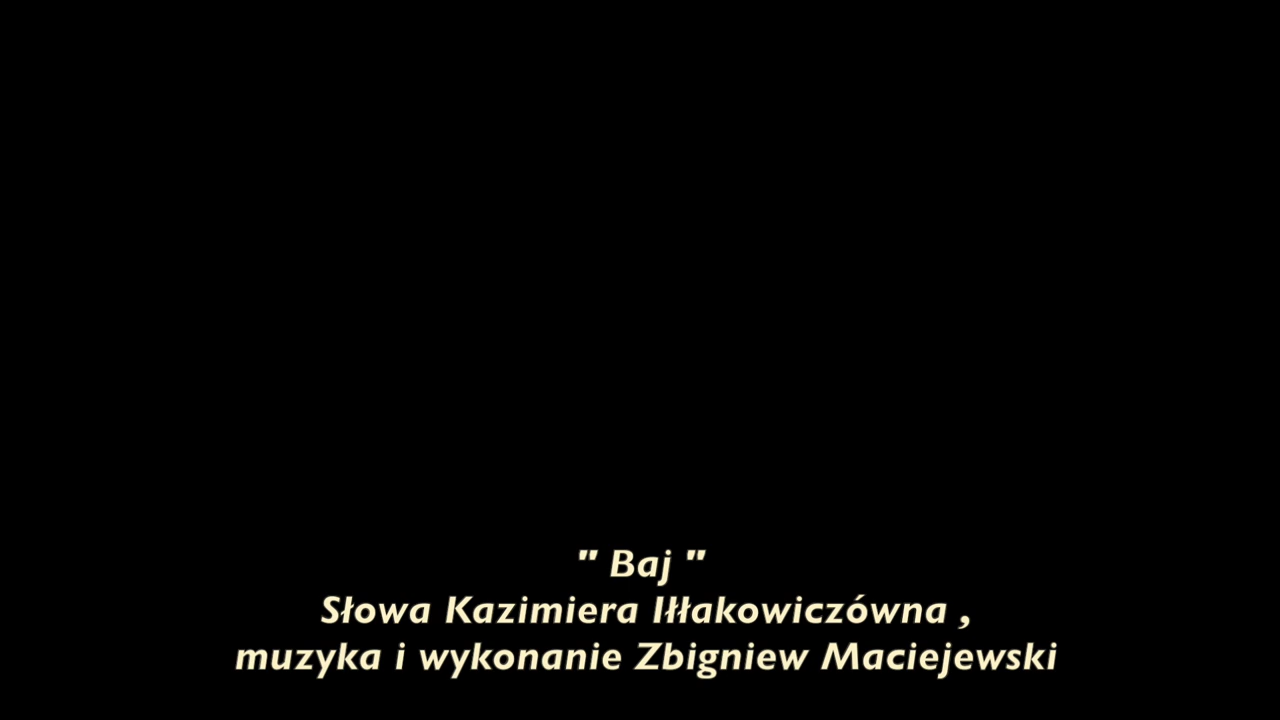 " Baj "
Słowa Kazimiera Iłłakowiczówna ,
muzyka i wykonanie Zbigniew Maciejewski